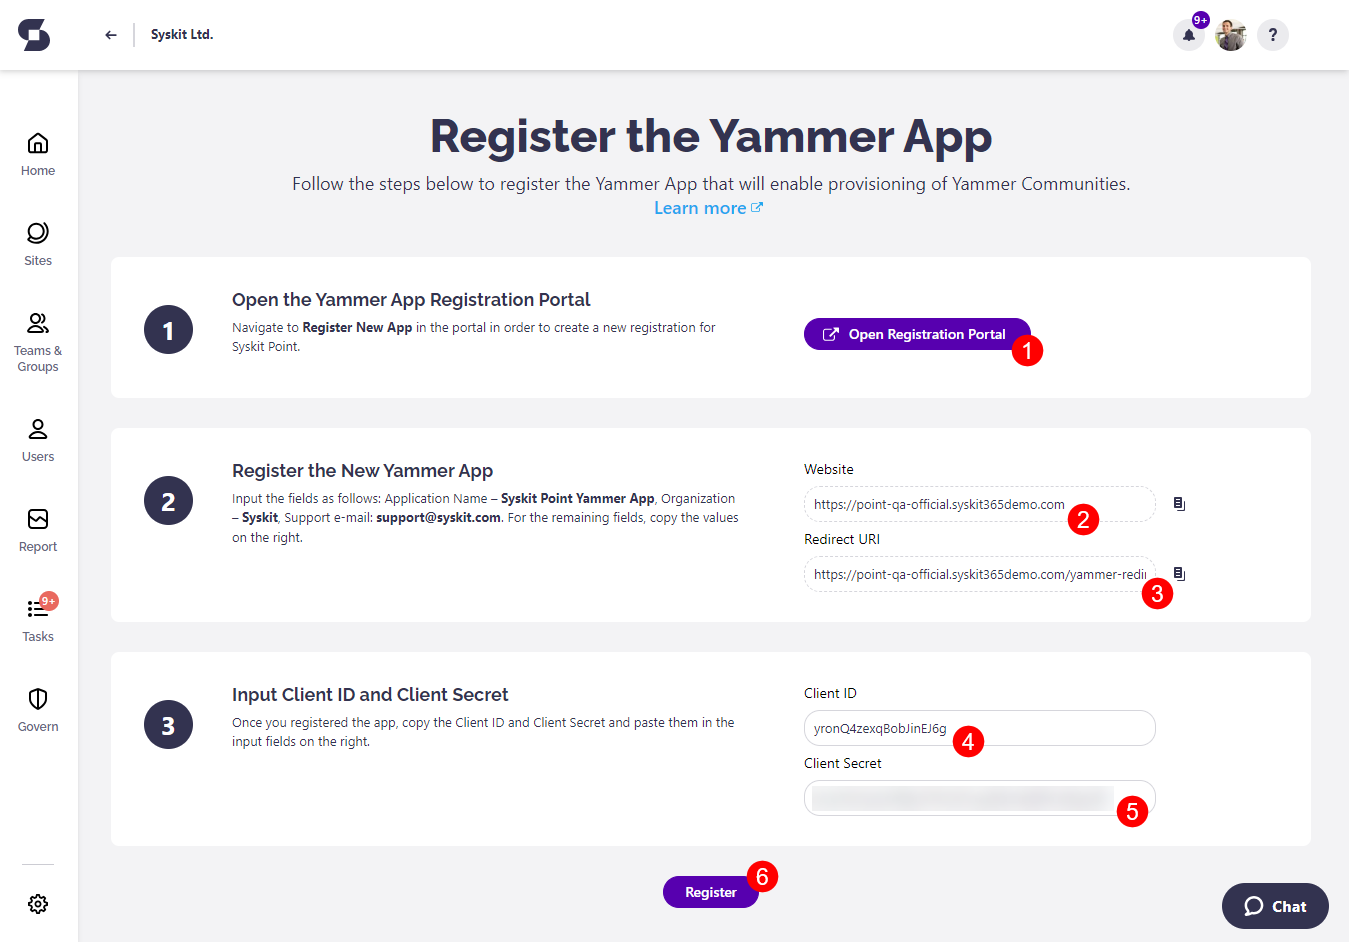 Syskit Ltd.
9+
?
Home
Sites
Teams &
Groups
Users
Report
9+
Tasks
Govern
Register the Yammer App
Follow the steps below to register the Yammer App that will enable provisioning of Yammer Communities.
Learn more
1
Open the Yammer App Registration Portal
Navigate to Register New App in the portal in order to create a new registration for
Syskit Point.
Open Registration Portal
1
2
Register the New Yammer App
Input the fields as follows: Application Name – Syskit Point Yammer App, Organization
– Syskit, Support e-mail: support@syskit.com. For the remaining fields, copy the values
on the right.
Website
https://point-qa-official.syskit365demo.com
2
Redirect URI
https://point-qa-official.syskit365demo.com/yammer-redi
3
3
Input Client ID and Client Secret
Once you registered the app, copy the Client ID and Client Secret and paste them in the
input fields on the right.
Client ID
yronQ4zexqBobJinEJ6g
4
Client Secret
5
Register
6
Chat